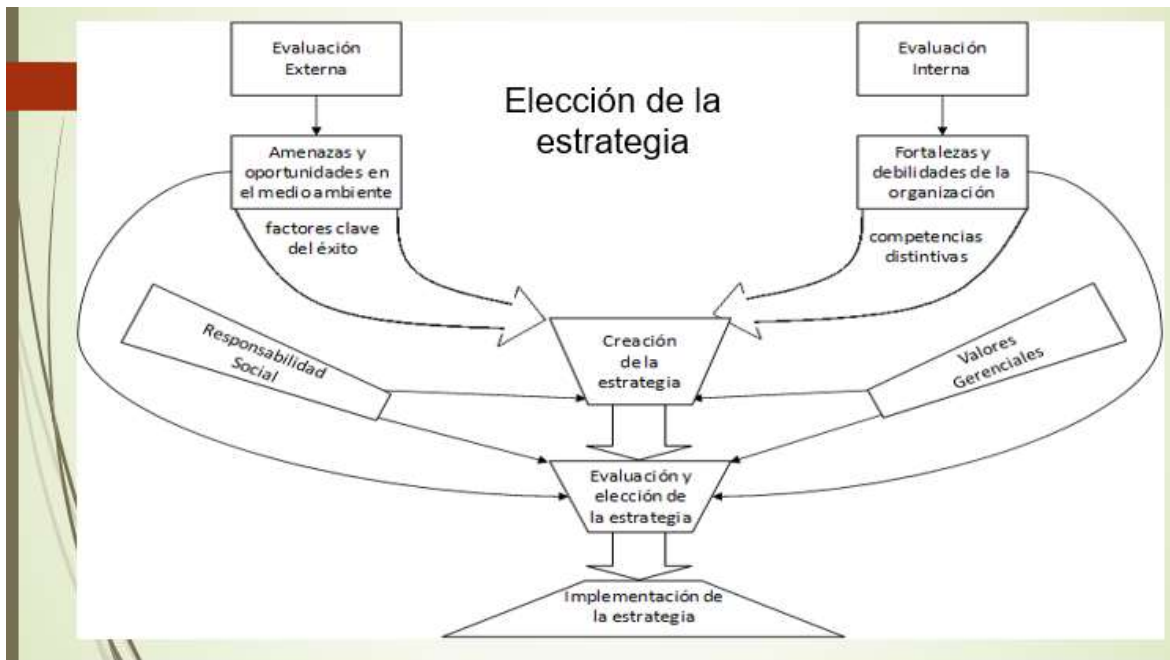 Evaluación
Externa
Evaluación
Interna
Elección de la
estrategia
Amenazas y
oportunidades en
el medio ambiente
Fortalezas y
debilidades de la
organización
factores clave
del éxito
competencias
distintivas
Responsabilidad
Social
Creación
de la
estrategia
Valores
Gerenciales
Evaluación y
elección de
la estrategia
Implementación de
la estrategia